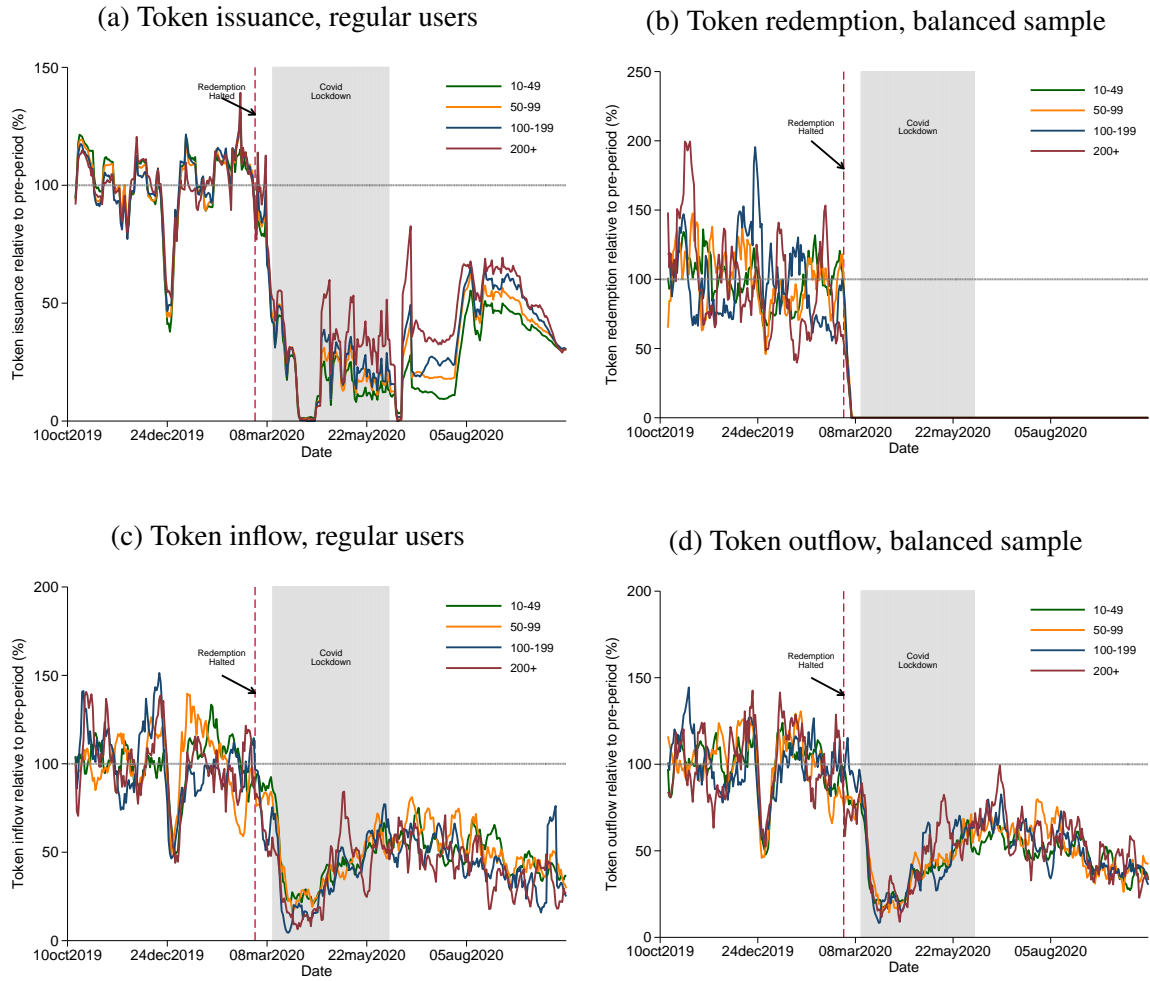 (a) Token issuance, regular users
Token issuance relative to pre-period (%)
150
100
50
0
Redemption
Halted
Covid
Lockdown
10-49
50-99
100-199
200+
10oct2019 24dec2019 08mar2020 22may2020 05aug2020
Date
(b) Token redemption, balanced sample
Token redemption relative to pre-period (%)
250
200
150
100
50
0
Redemption
Halted
Covid
Lockdown
10-49
50-99
100-199
200+
10oct2019 24dec2019 08mar2020 22may2020 05aug2020
Date
(c) Token inflow, regular users
Token inflow relative to pre-period (%)
200
150
100
50
0
Redemption
Halted
Covid
Lockdown
10-49
50-99
100-199
200+
10oct2019 24dec2019 08mar2020 22may2020 05aug2020
Date
(d) Token outflow, balanced sample
Token outflow relative to pre-period (%)
200
150
100
50
0
Redemption
Halted
Covid
Lockdown
10-49
50-99
100-199
200+
10oct2019 24dec2019 08mar2020 22may2020 05aug2020
Date